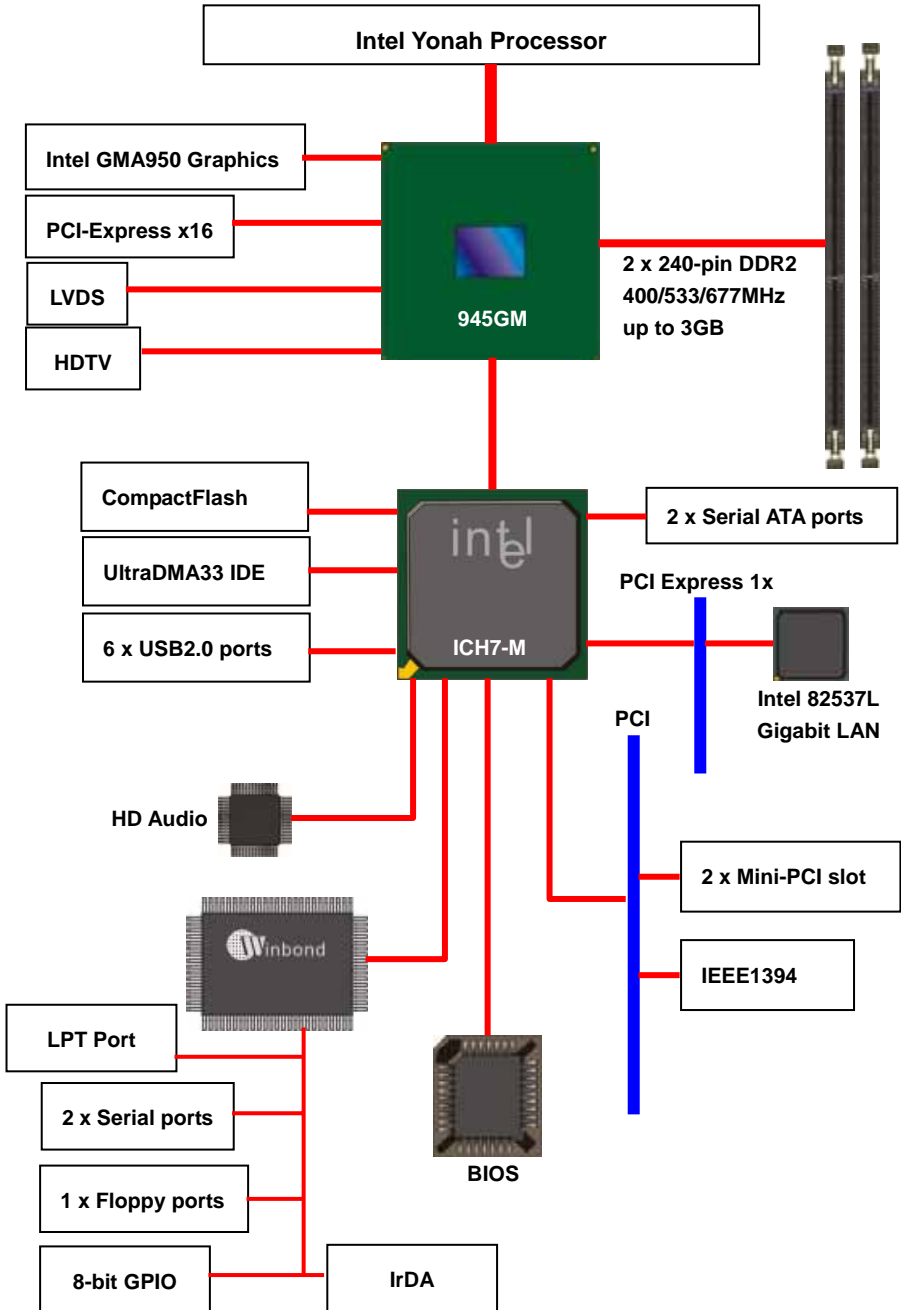 Intel Yonah Processor
Intel GMA950 Graphics
PCI-Express x16
LVDS
HDTV
945GM
2 x 240-pin DDR2
400/533/677MHz
up to 3GB
CompactFlash
UltraDMA33 IDE
6 x USB2.0 ports
intel
ICH7-M
2 x Serial ATA ports
PCI Express 1x
Intel 82537L
Gigabit LAN
PCI
HD Audio
2 x Mini-PCI slot
IEEE1394
Winbond
LPT Port
2 x Serial ports
1 x Floppy ports
8-bit GPIO
IrDA
BIOS